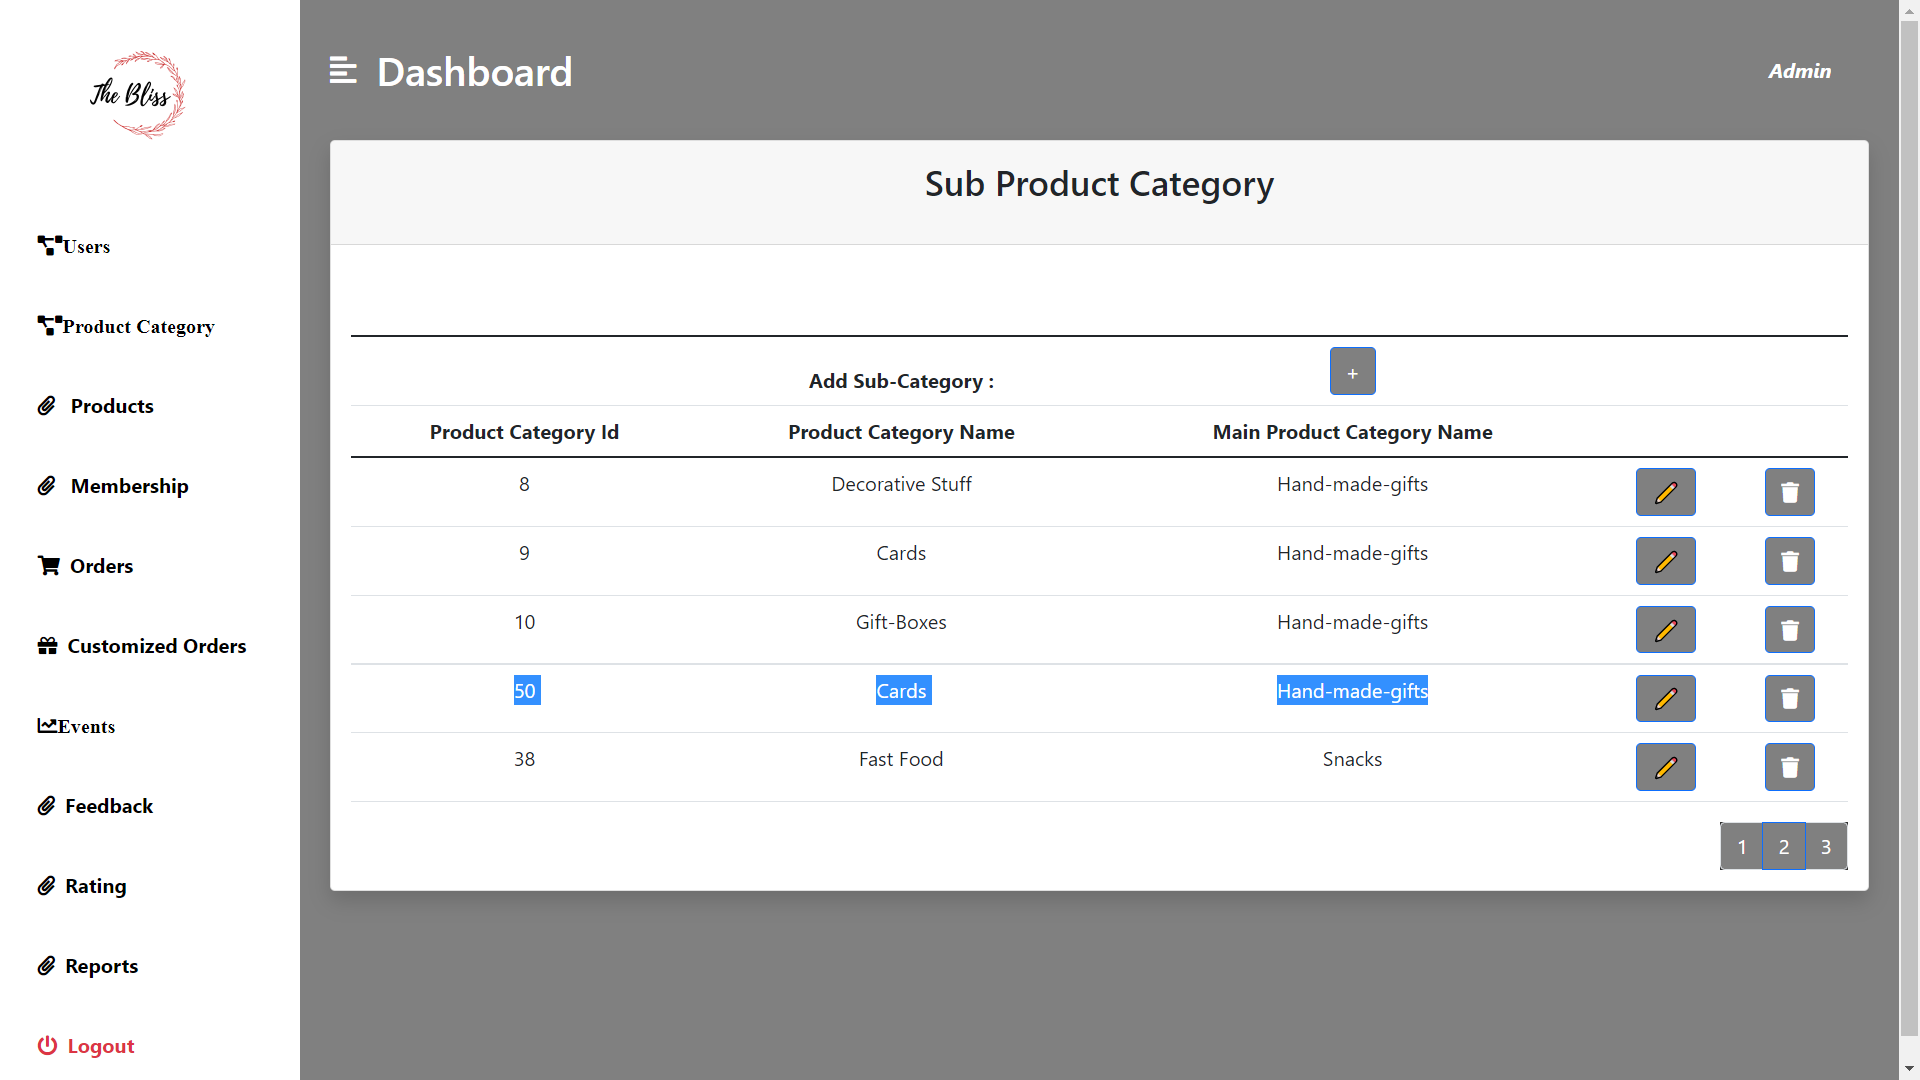 The Bliss
Users
Product Category
Products
Membership
Orders
Customized Orders
Events
Feedback
Rating
Reports
Logout
Dashboard
Admin
Sub Product Category
Add Sub-Category : +
Product Category Id Product Category Name Main Product Category Name
8 Decorative Stuff Hand-made-gifts
9 Cards Hand-made-gifts
10 Gift-Boxes Hand-made-gifts
50 Cards Hand-made-gifts
38 Fast Food Snacks
1 2 3